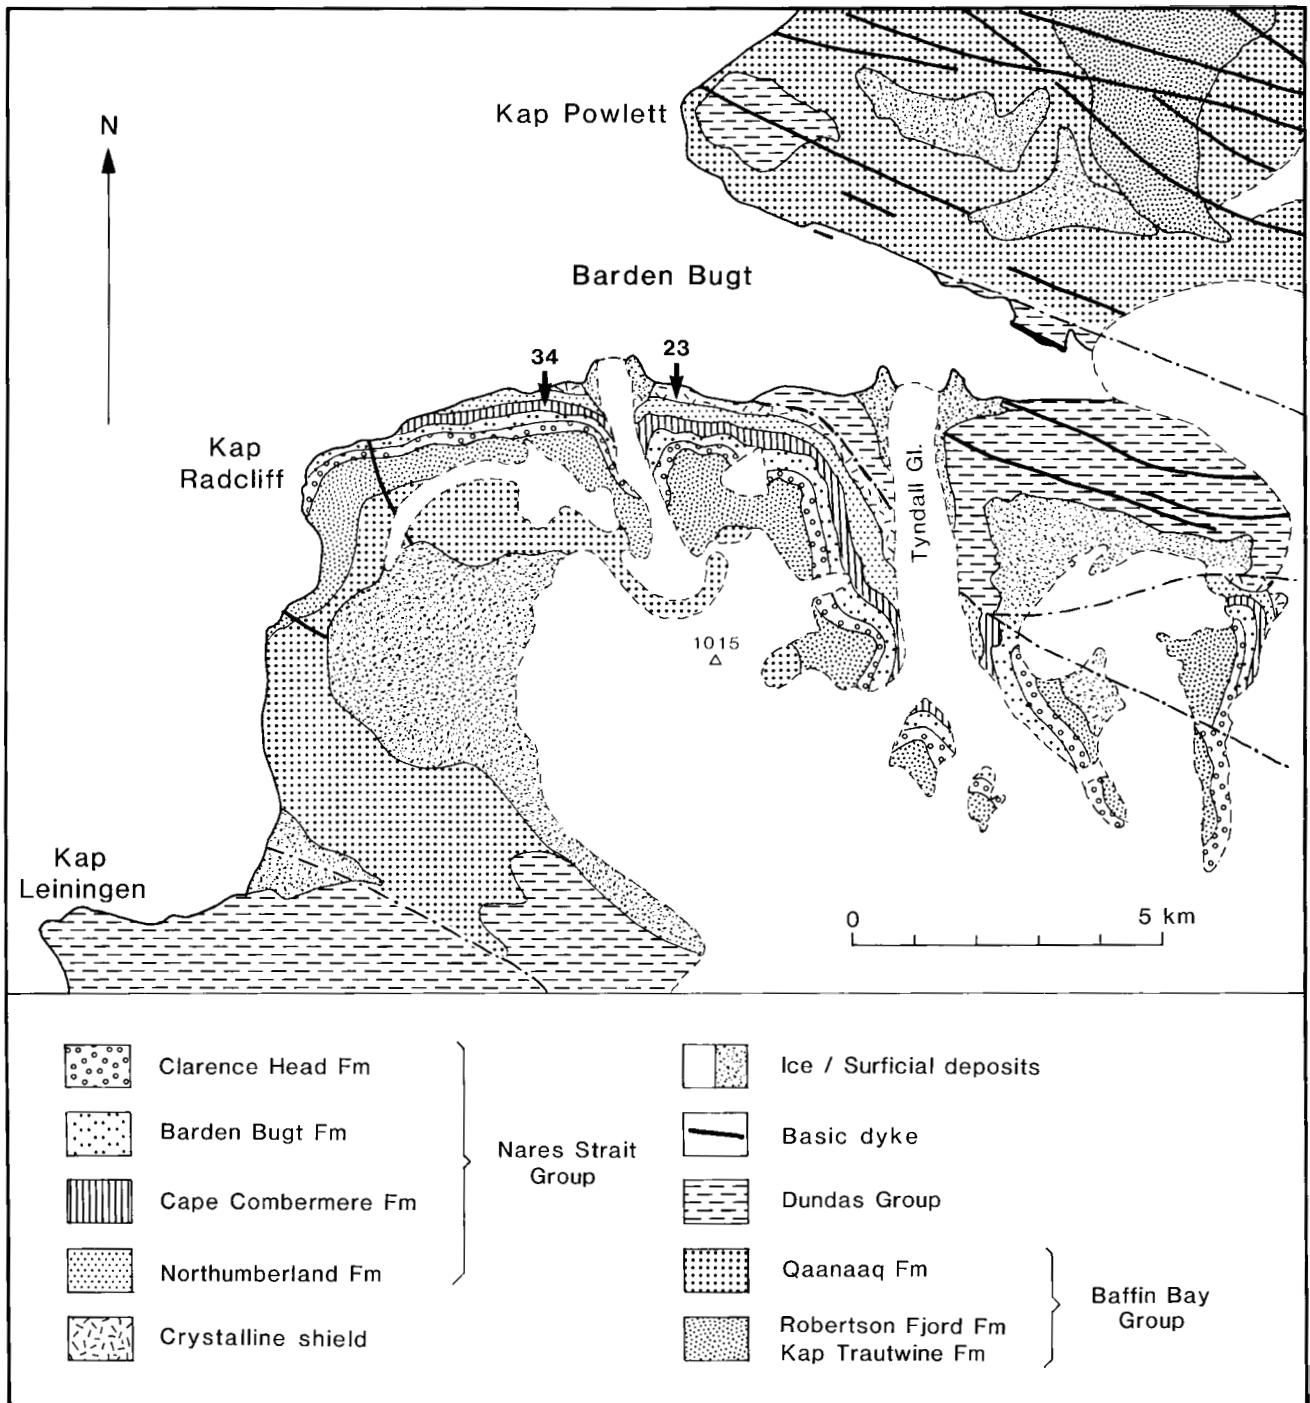 N
Kap Powlett
Barden Bugt
34
23
Kap
Radcliff
Tyndall Gl.
1015
Kap
Leiningen
0
5 km
Clarence Head Fm
Barden Bugt Fm
Cape Combermere Fm
Northumberland Fm
Nares Strait
Group
Crystalline shield
Ice / Surficial deposits
Basic dyke
Dundas Group
Qaanaaq Fm
Robertson Fjord Fm
Kap Trautwine Fm
Baffin Bay
Group